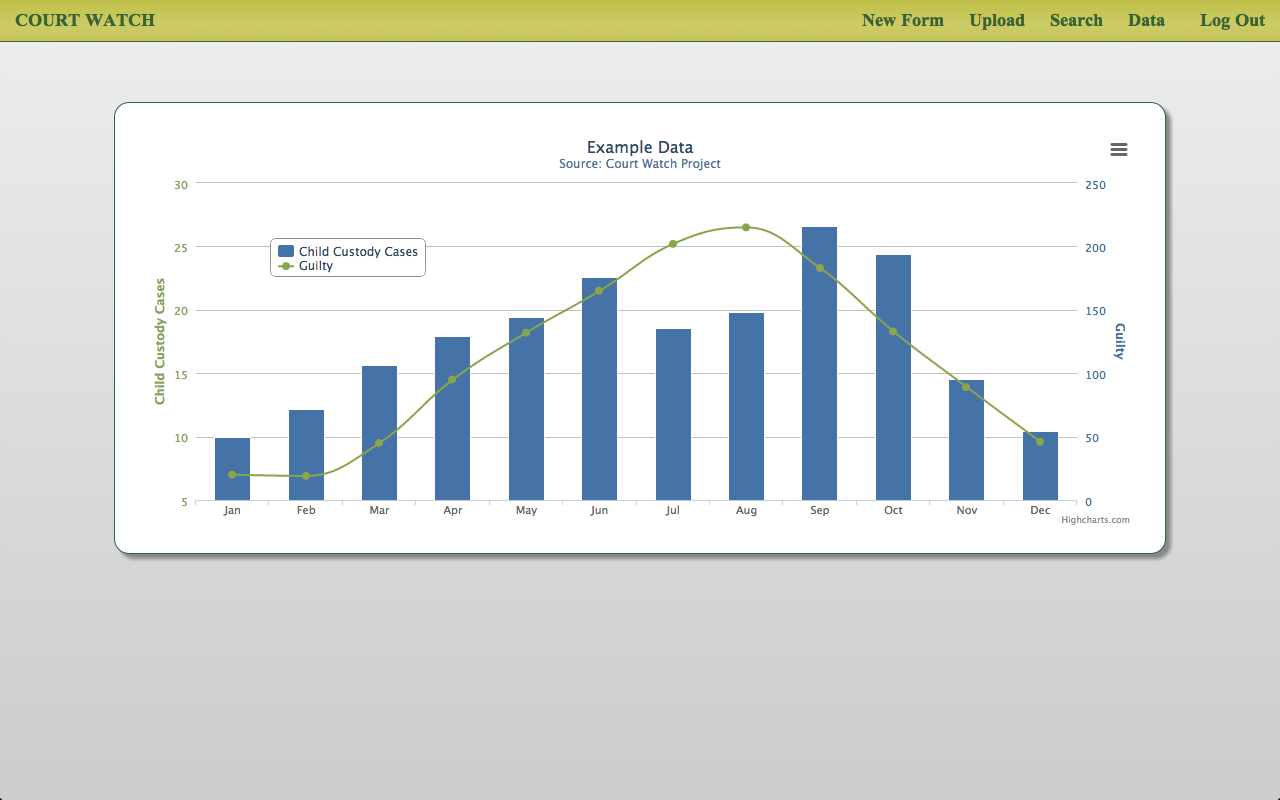 COURT WATCH
New Form Upload Search Data Log Out
Example Data
Source: Court Watch Project
Child Custody Cases
30
25
20
15
10
5
Child Custody Cases
Guilty
250
200
150
100
50
0
Guilty
Jan Feb Mar Apr May Jun Jul Aug Sep Oct Nov Dec
Highcharts.com